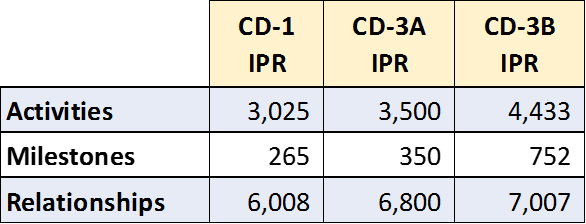 CD-1 CD-3A CD-3B
IPR IPR IPR
Activities 3,025 3,500 4,433
Milestones 265 350 752
Relationships 6,008 6,800 7,007